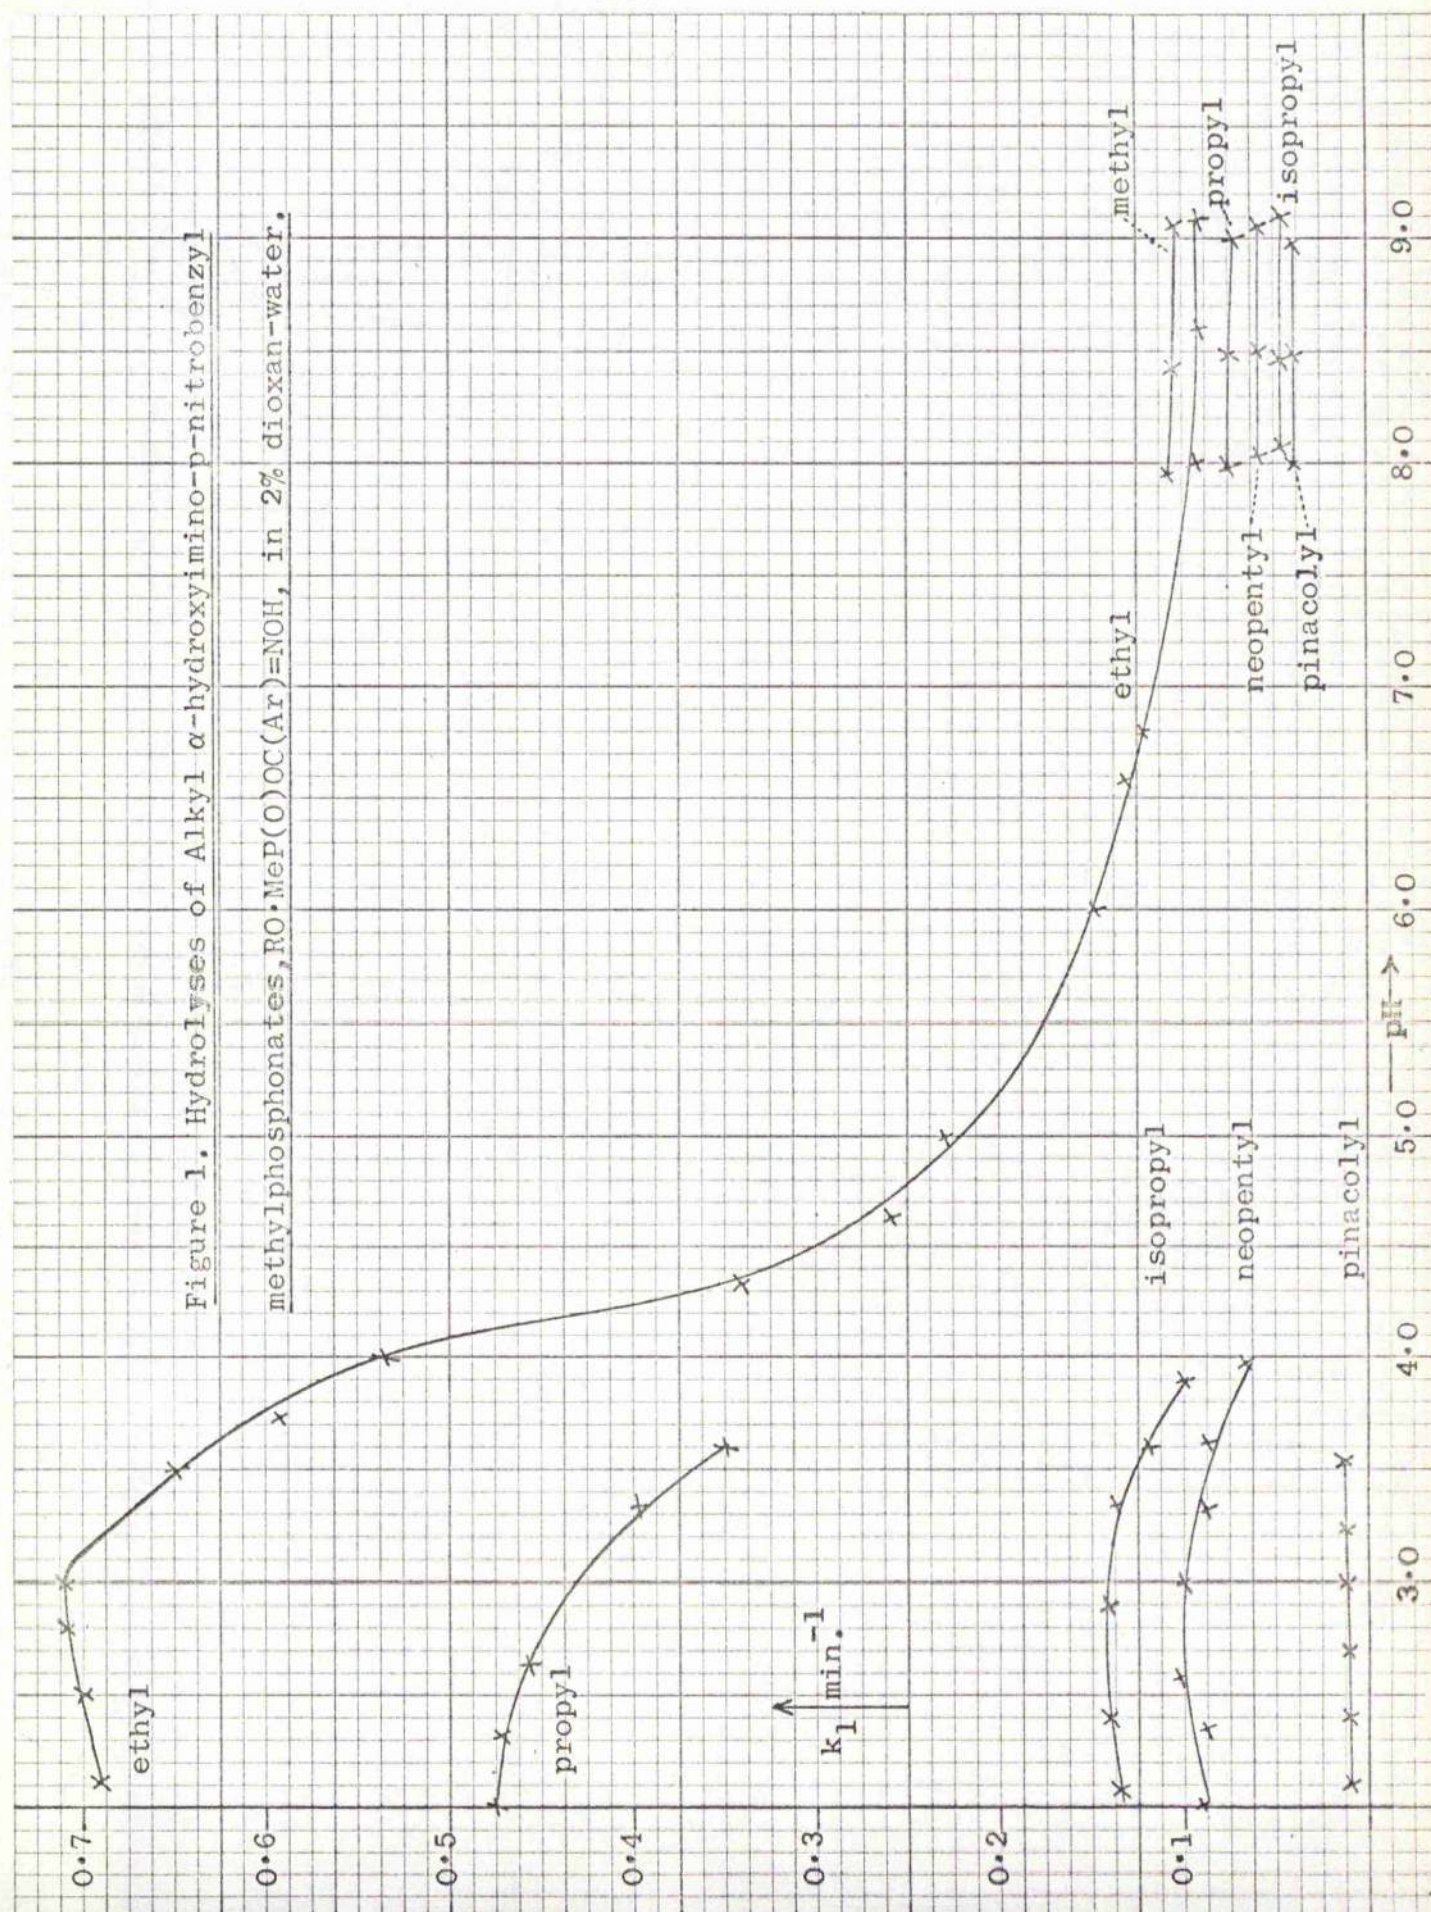 Figure 1. Hydrolyses of Alkyl α-hydroxyimino-p-nitrobenzyl
methylphosphonates, RO·MeP(O)OC(Ar)=NOH, in 2% dioxan-water.
0·7
0·6
0·5
0·4
0·3
0·2
0·1
k₁ min.⁻¹
ethyl
propyl
isopropyl
neopentyl
pinacolyl
ethyl
neopentyl
pinacolyl
methyl
propyl
isopropyl
3·0
4·0
5·0
pH →
6·0
7·0
8·0
9·0